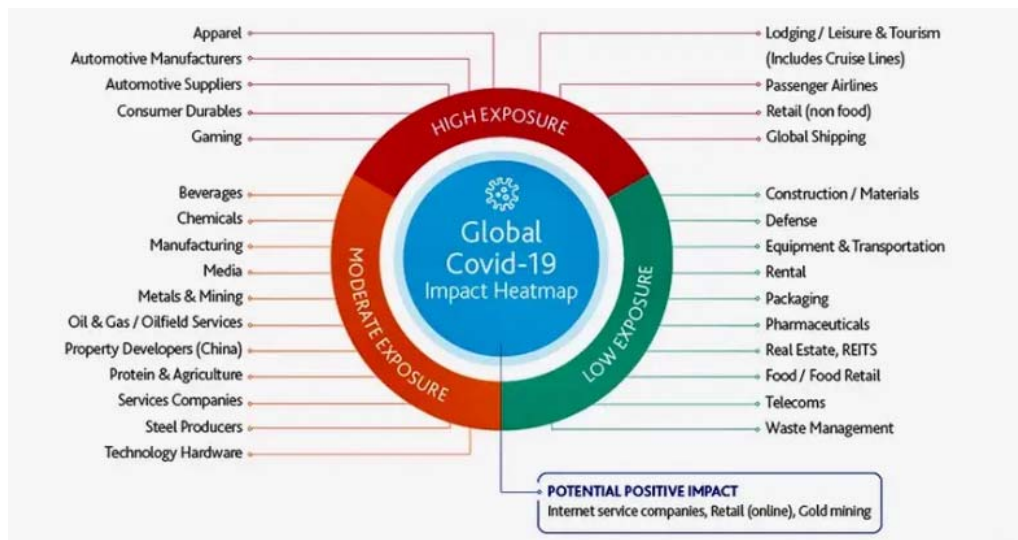 Apparel
Automotive Manufacturers
Automotive Suppliers
Consumer Durables
Gaming
Lodging / Leisure & Tourism
(Includes Cruise Lines)
Passenger Airlines
Retail (non food)
Global Shipping
HIGH EXPOSURE
Beverages
Chemicals
Manufacturing
Media
Metals & Mining
Oil & Gas / Oilfield Services
Property Developers (China)
Protein & Agriculture
Services Companies
Steel Producers
Technology Hardware
MODERATE EXPOSURE
Global
Covid-19
Impact Heatmap
LOW EXPOSURE
Construction / Materials
Defense
Equipment & Transportation
Rental
Packaging
Pharmaceuticals
Real Estate, REITS
Food / Food Retail
Telecoms
Waste Management
POTENTIAL POSITIVE IMPACT
Internet service companies, Retail (online), Gold mining